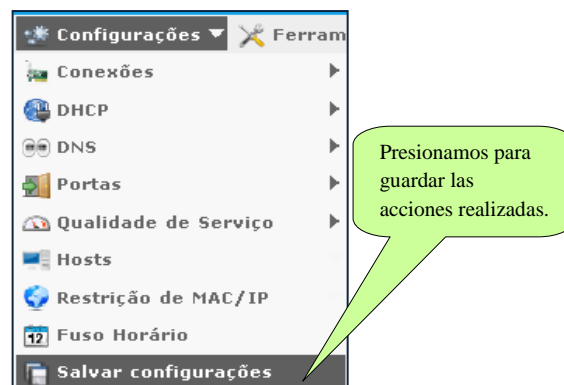 Configurações Ferram
Conexões
DHCP
DNS
Portas
Qualidade de Serviço
Hosts
Restrição de MAC/IP
12 Fuso Horário
Salvar configurações
Presionamos para
guardar las
acciones realizadas.